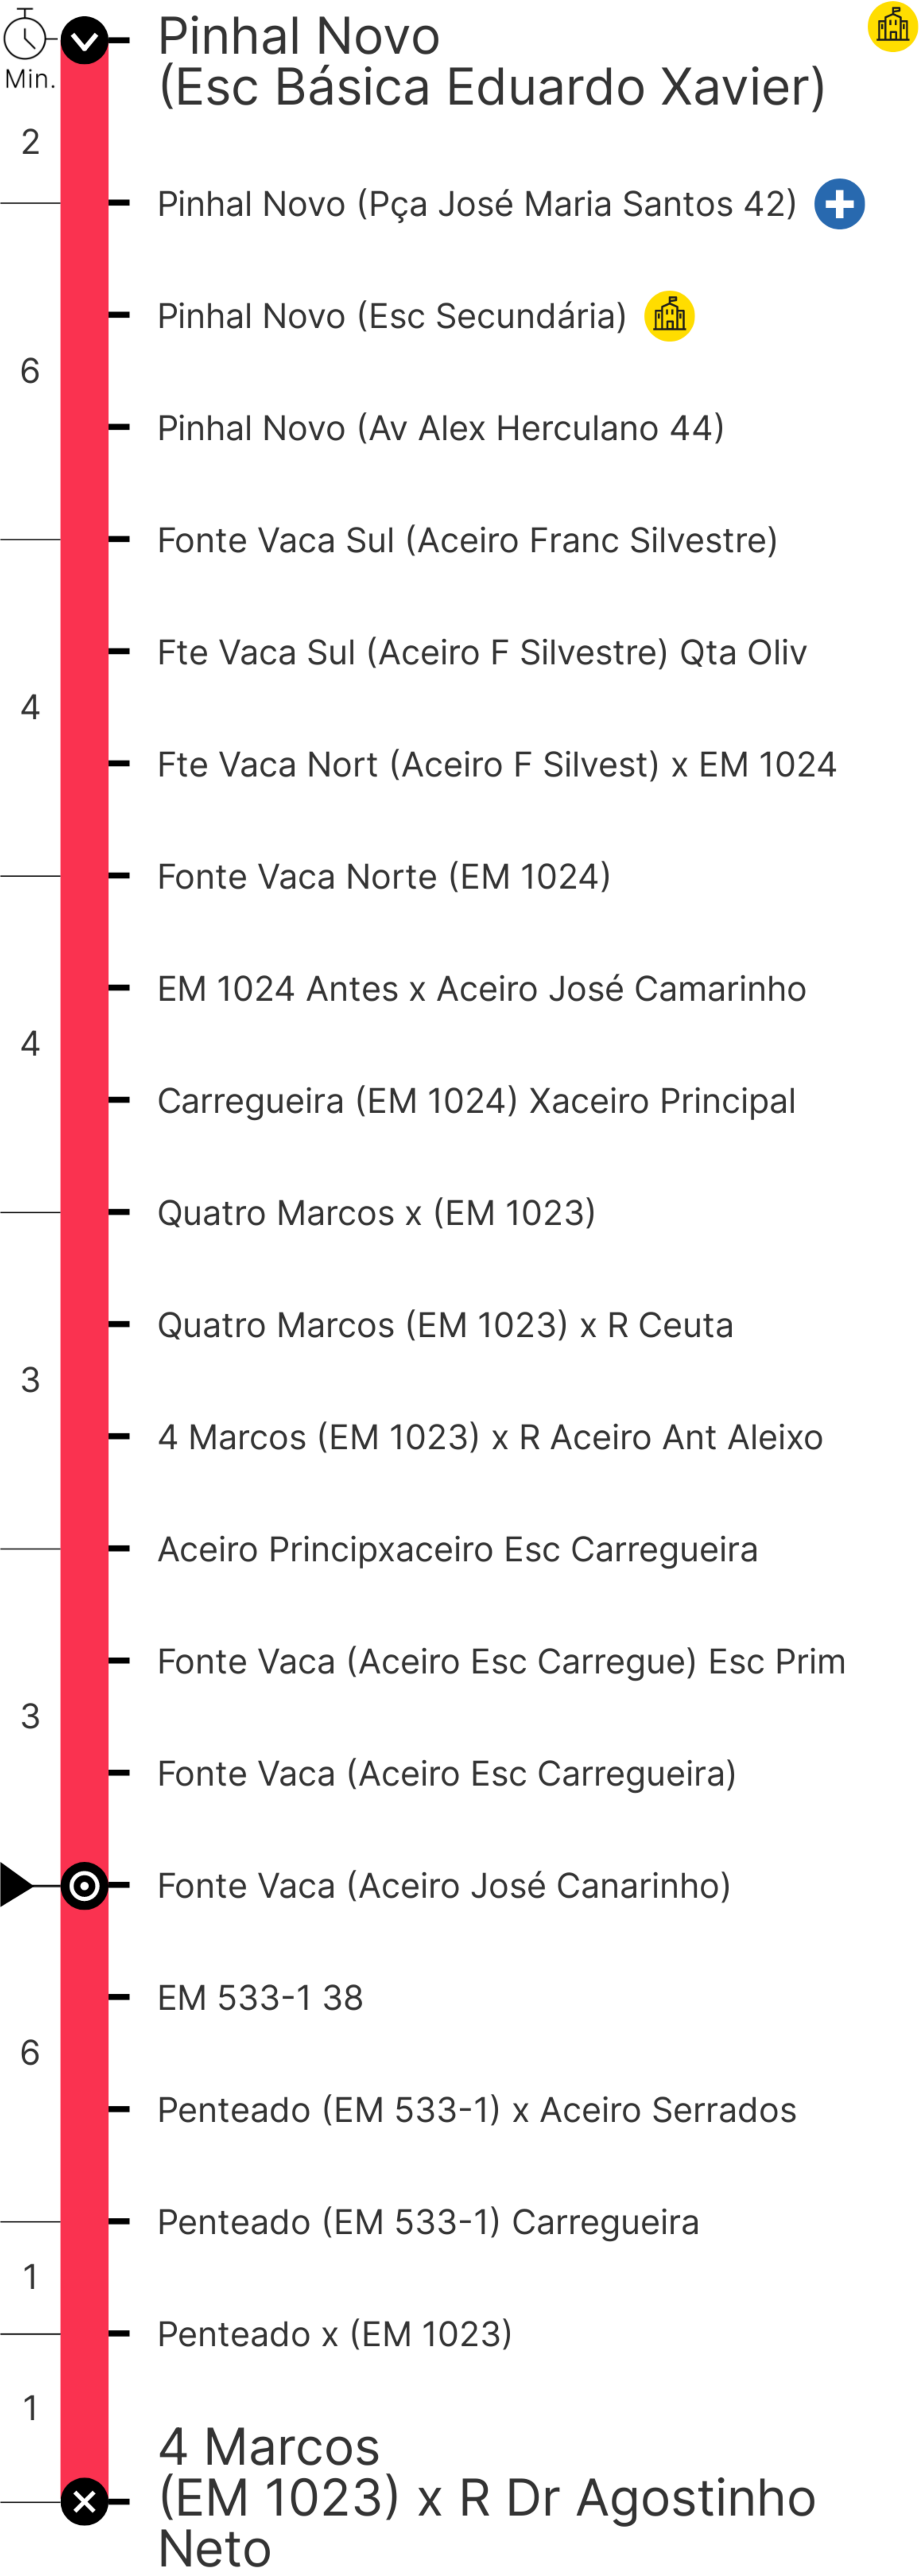 Pinhal Novo
(Esc Básica Eduardo Xavier)
Min.
2
Pinhal Novo (Pça José Maria Santos 42)
Pinhal Novo (Esc Secundária)
6
Pinhal Novo (Av Alex Herculano 44)
Fonte Vaca Sul (Aceiro Franc Silvestre)
Fte Vaca Sul (Aceiro F Silvestre) Qta Oliv
4
Fte Vaca Nort (Aceiro F Silvest) x EM 1024
Fonte Vaca Norte (EM 1024)
EM 1024 Antes x Aceiro José Camarinho
4
Carregueira (EM 1024) Xaceiro Principal
Quatro Marcos x (EM 1023)
Quatro Marcos (EM 1023) x R Ceuta
3
4 Marcos (EM 1023) x R Aceiro Ant Aleixo
Aceiro Principxaceiro Esc Carregueira
Fonte Vaca (Aceiro Esc Carregue) Esc Prim
3
Fonte Vaca (Aceiro Esc Carregueira)
Fonte Vaca (Aceiro José Canarinho)
EM 533-1 38
6
Penteado (EM 533-1) x Aceiro Serrados
Penteado (EM 533-1) Carregueira
1
Penteado x (EM 1023)
1
4 Marcos
(EM 1023) x R Dr Agostinho
Neto